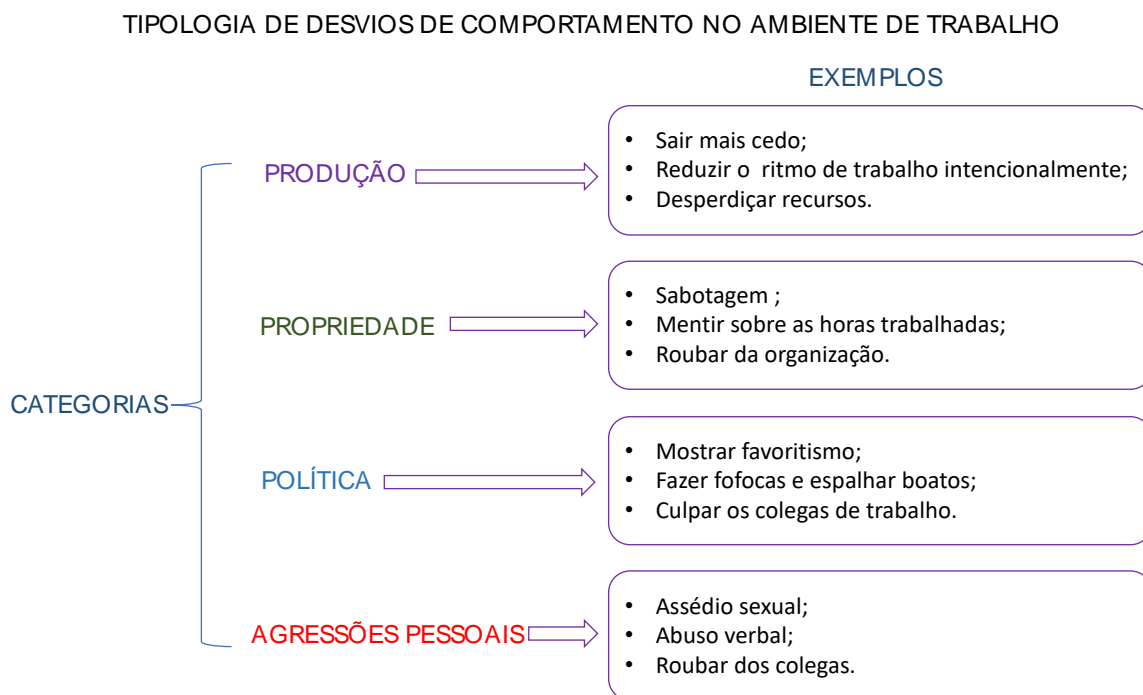 TIPOLOGIA DE DESVIOS DE COMPORTAMENTO NO AMBIENTE DE TRABALHO
EXEMPLOS
CATEGORIAS
PRODUÇÃO
• Sair mais cedo;
• Reduzir o ritmo de trabalho intencionalmente;
• Desperdiçar recursos.
PROPRIEDADE
• Sabotagem ;
• Mentir sobre as horas trabalhadas;
• Roubar da organização.
POLÍTICA
• Mostrar favoritismo;
• Fazer fofocas e espalhar boatos;
• Culpar os colegas de trabalho.
AGRESSÕES PESSOAIS
• Assédio sexual;
• Abuso verbal;
• Roubar dos colegas.